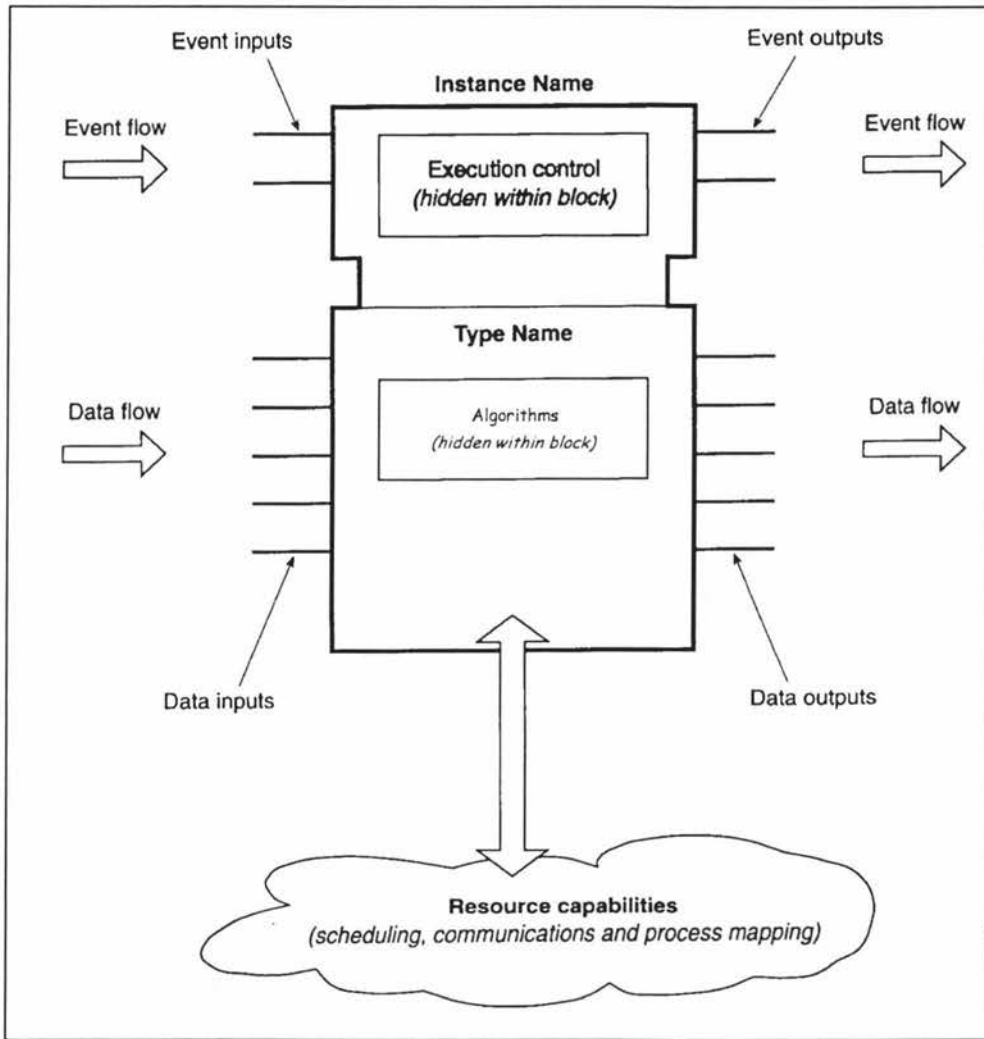 Event inputs
Event outputs
Instance Name
Event flow
Event flow
Execution control
(hidden within block)
Type Name
Data flow
Algorithms
(hidden within block)
Data flow
Data inputs
Data outputs
Resource capabilities
(scheduling, communications and process mapping)